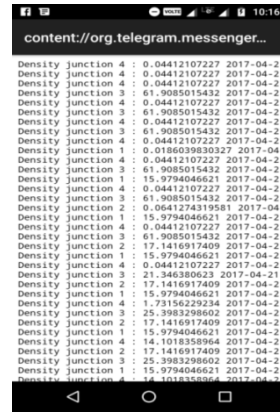 VOLTE 10:16
content://org.telegram.messenger...
Density junction 4 : 0.04412107227 2017-04-2
Density junction 4 : 0.04412107227 2017-04-2
Density junction 3 : 61.9085015432 2017-04-2
Density junction 4 : 0.04412107227 2017-04-2
Density junction 3 : 61.9085015432 2017-04-2
Density junction 4 : 0.04412107227 2017-04-2
Density junction 3 : 61.9085015432 2017-04-2
Density junction 4 : 0.04412107227 2017-04-2
Density junction 1 : 0.018603983032 2017-04
Density junction 4 : 0.04412107227 2017-04-2
Density junction 3 : 61.9085015432 2017-04-2
Density junction 1 : 15.9794046621 2017-04-2
Density junction 4 : 0.04412107227 2017-04-2
Density junction 3 : 61.9085015432 2017-04-2
Density junction 2 : 0.0641274319581 2017-04
Density junction 1 : 15.9794046621 2017-04-2
Density junction 4 : 0.04412107227 2017-04-2
Density junction 3 : 61.9085015432 2017-04-2
Density junction 2 : 17.1416917409 2017-04-2
Density junction 1 : 15.9794046621 2017-04-2
Density junction 4 : 0.04412107227 2017-04-2
Density junction 3 : 21.346380623 2017-04-21
Density junction 2 : 17.1416917409 2017-04-2
Density junction 1 : 15.9794046621 2017-04-2
Density junction 4 : 1.73156229234 2017-04-2
Density junction 3 : 25.3983298602 2017-04-2
Density junction 2 : 17.1416917409 2017-04-2
Density junction 1 : 15.9794046621 2017-04-2
Density junction 4 : 14.1018358964 2017-04-2
Density junction 2 : 17.1416917409 2017-04-2
Density junction 3 : 25.3983298602 2017-04-2
Density junction 1 : 15.9794046621 2017-04-2
Density junction 4 : 14.1018358964 2017-04-2